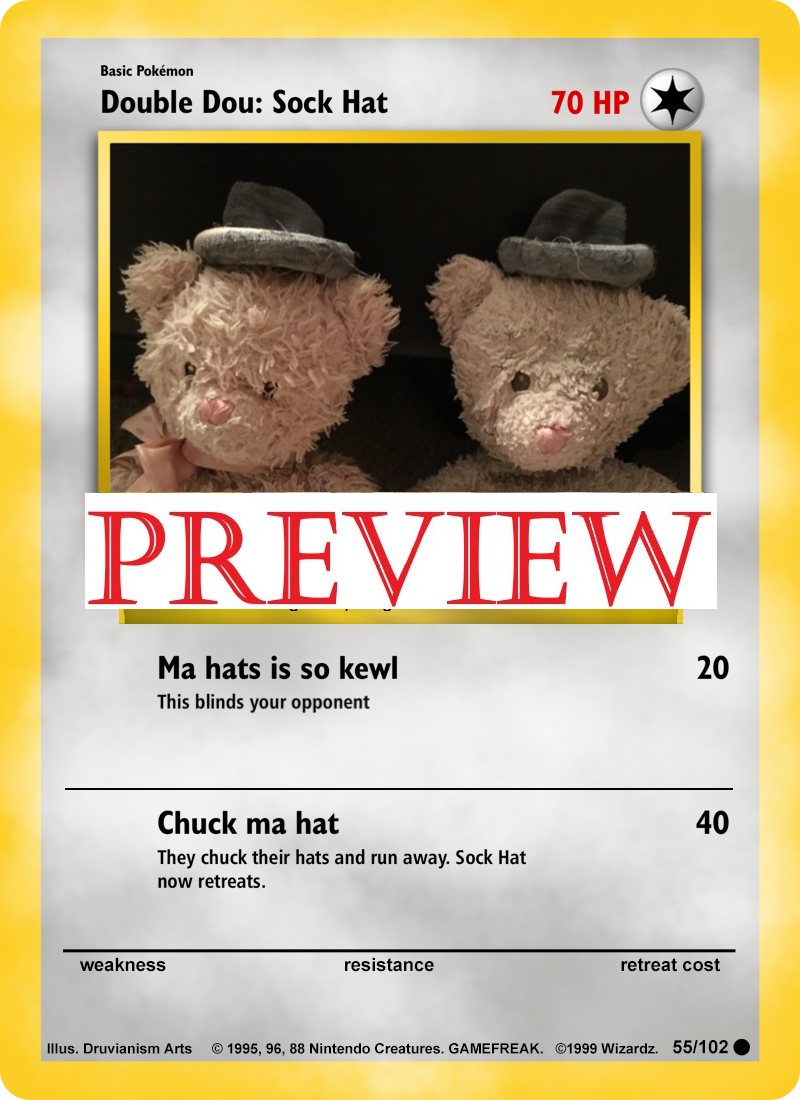 Basic Pokémon
Double Dou: Sock Hat 70 HP
PREVIEW
Ma hats is so kewl 20
This blinds your opponent
Chuck ma hat 40
They chuck their hats and run away. Sock Hat
now retreats.
weakness resistance retreat cost
Illus. Druvianism Arts © 1995, 96, 88 Nintendo Creatures. GAMEFREAK. ©1999 Wizardz. 55/102